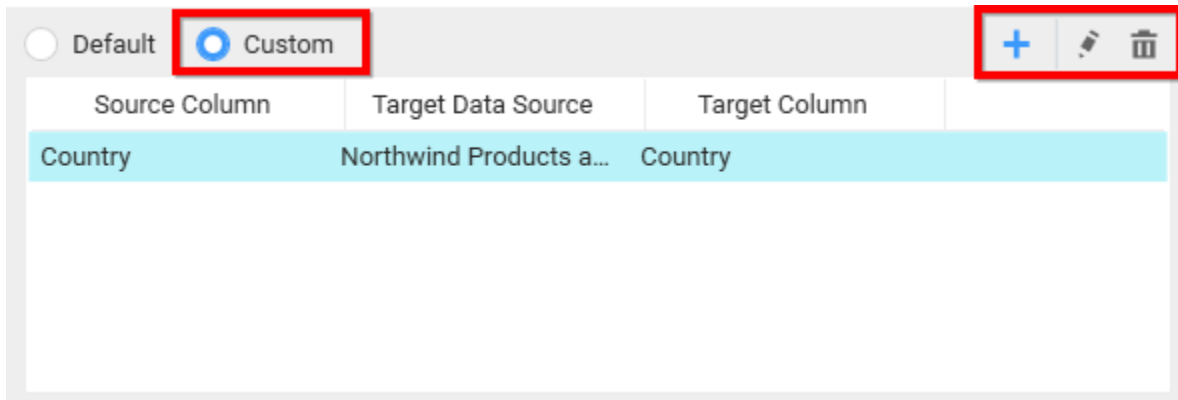 Default Custom
Source Column Target Data Source Target Column
Country Northwind Products a... Country